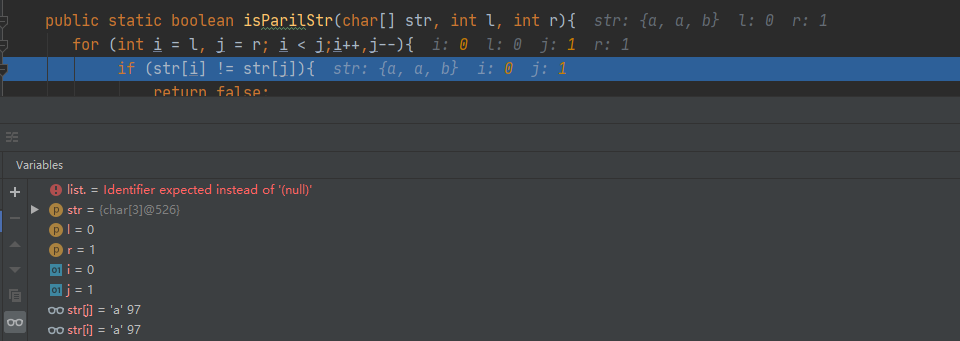 public static boolean isParilStr(char[] str, int l, int r){ str: {a, a, b} l: 0 r: 1
for (int i = l, j = r; i < j;i++,j--){ i: 0 l: 0 j: 1 r: 1
if (str[i] != str[j]){ str: {a, a, b} i: 0 j: 1
return false;
Variables
list. = Identifier expected instead of '(null)'
str = {char[3]@526}
l = 0
r = 1
i = 0
j = 1
str[j] = 'a' 97
str[i] = 'a' 97